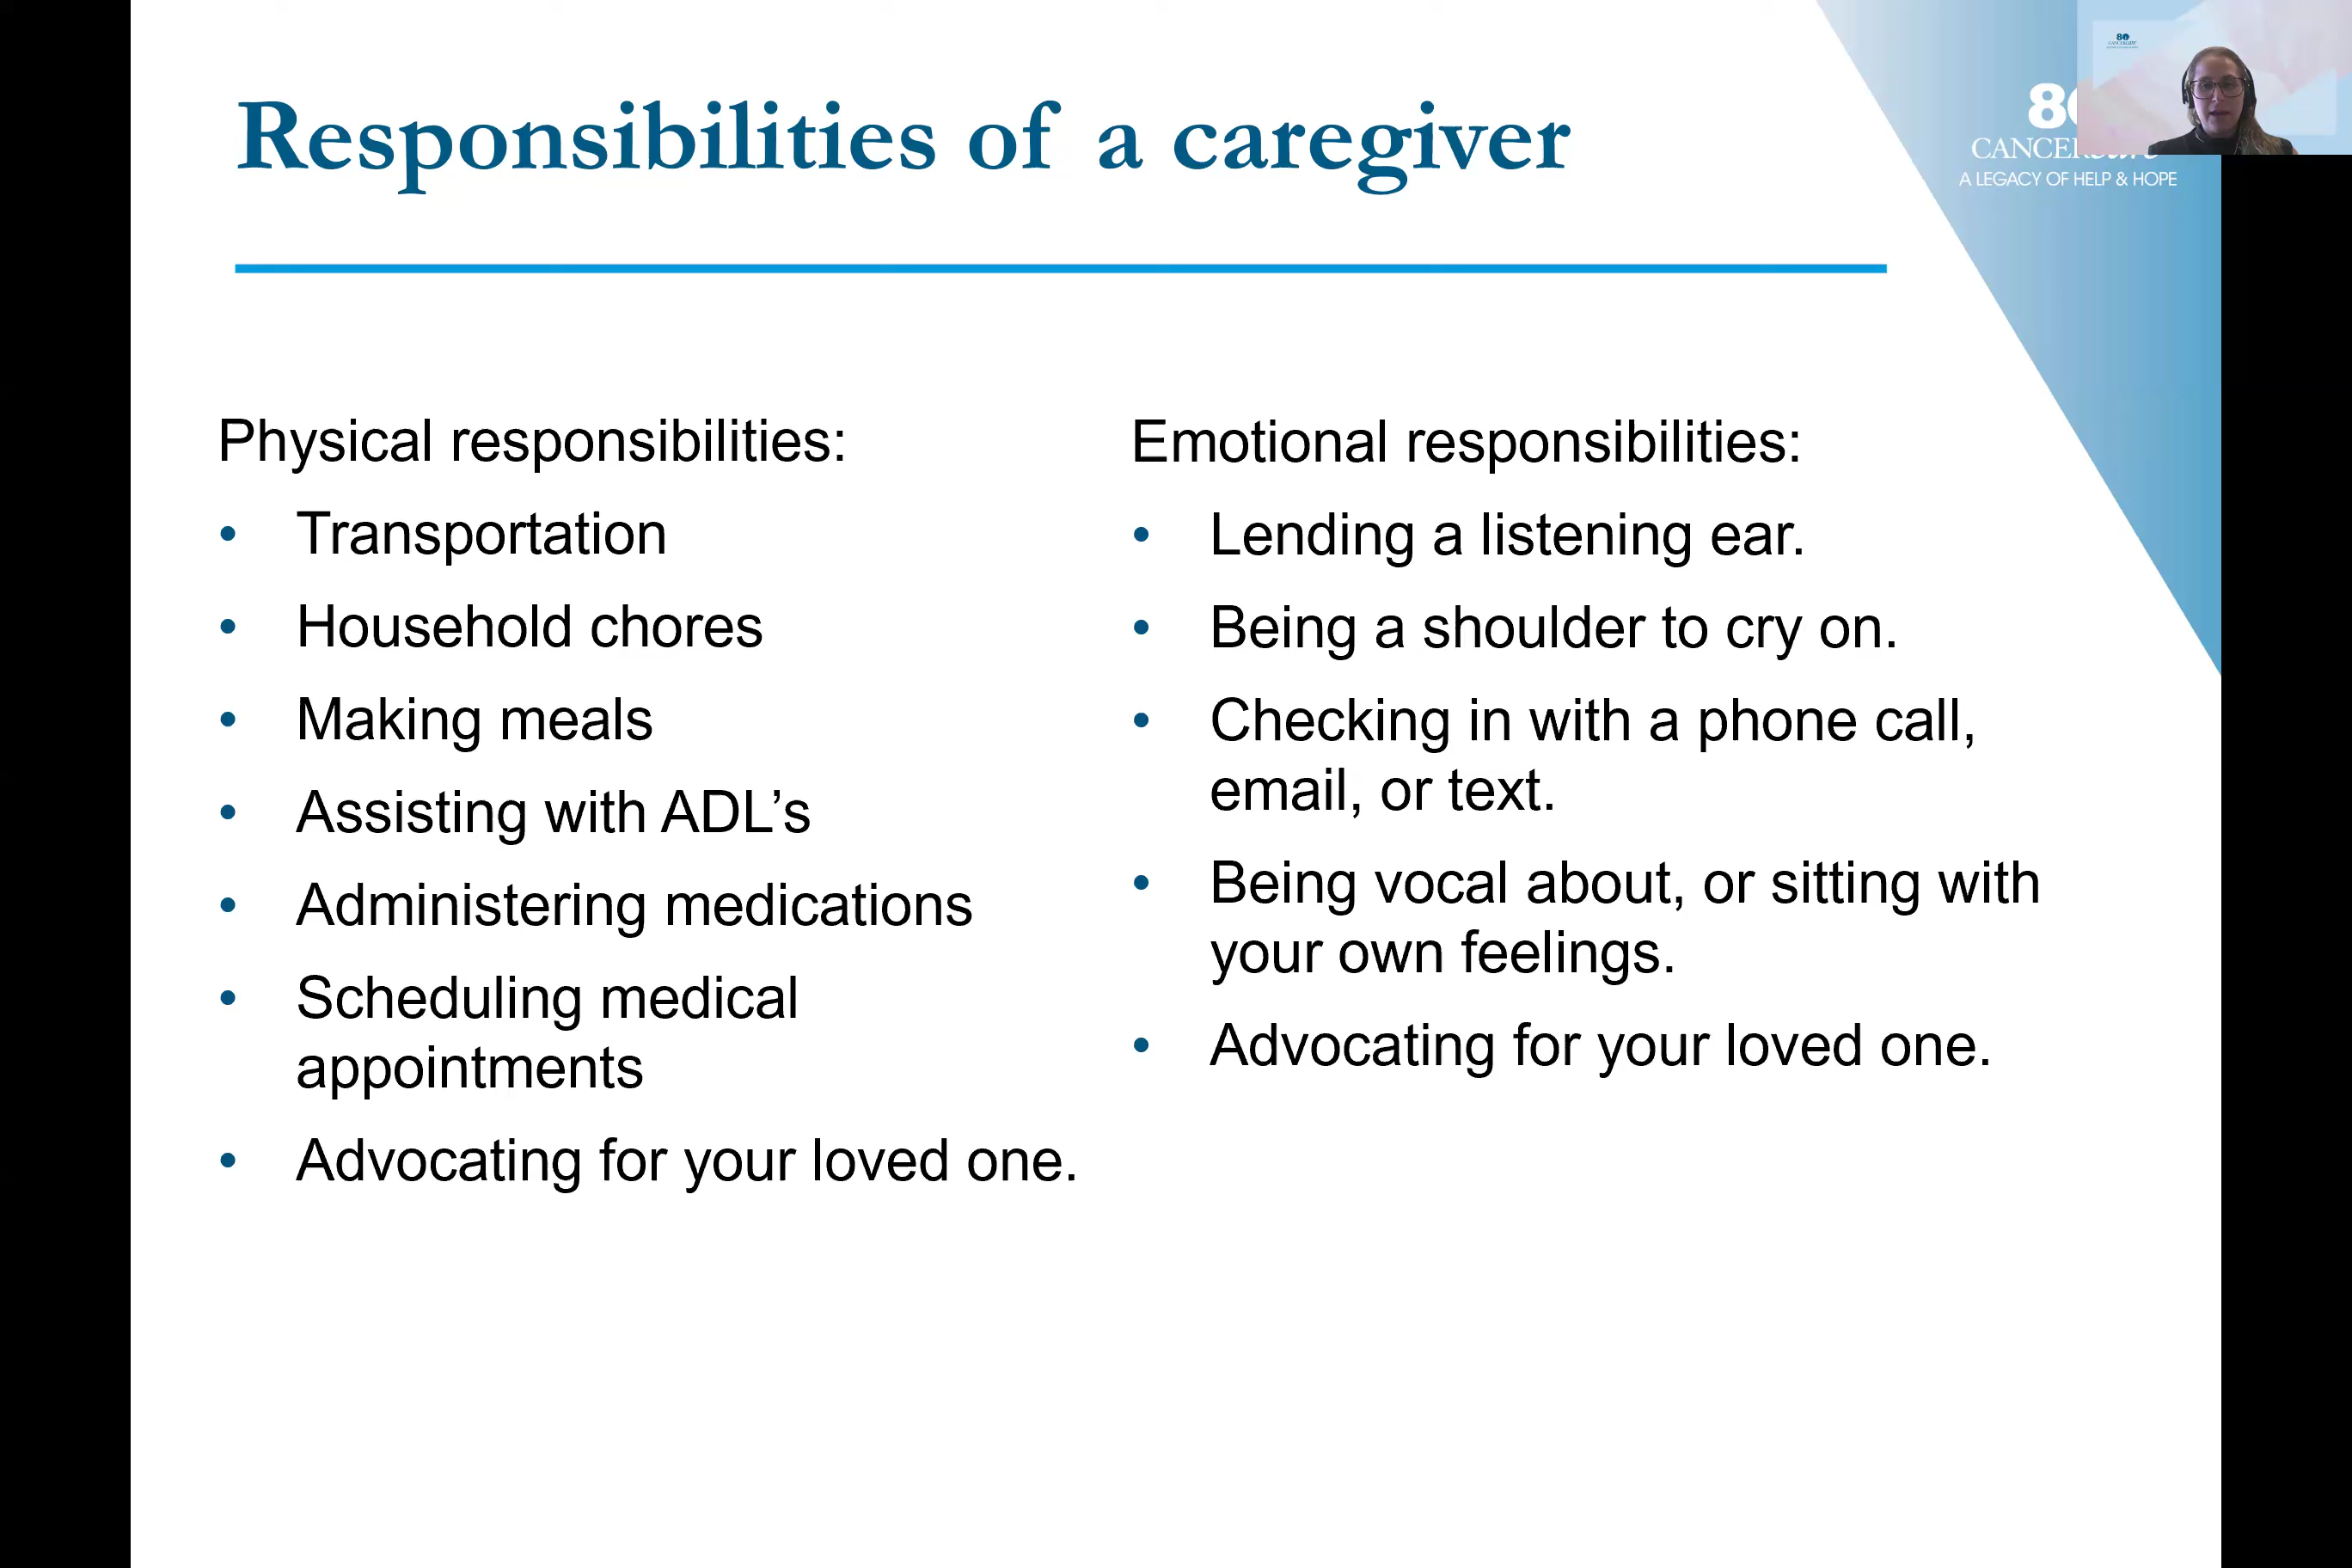 Responsibilities of a caregiver
A LEGACY OF HELP & HOPE
Physical responsibilities:
• Transportation
• Household chores
• Making meals
• Assisting with ADL’s
• Administering medications
• Scheduling medical
appointments
• Advocating for your loved one.
Emotional responsibilities:
• Lending a listening ear.
• Being a shoulder to cry on.
• Checking in with a phone call,
email, or text.
• Being vocal about, or sitting with
your own feelings.
• Advocating for your loved one.